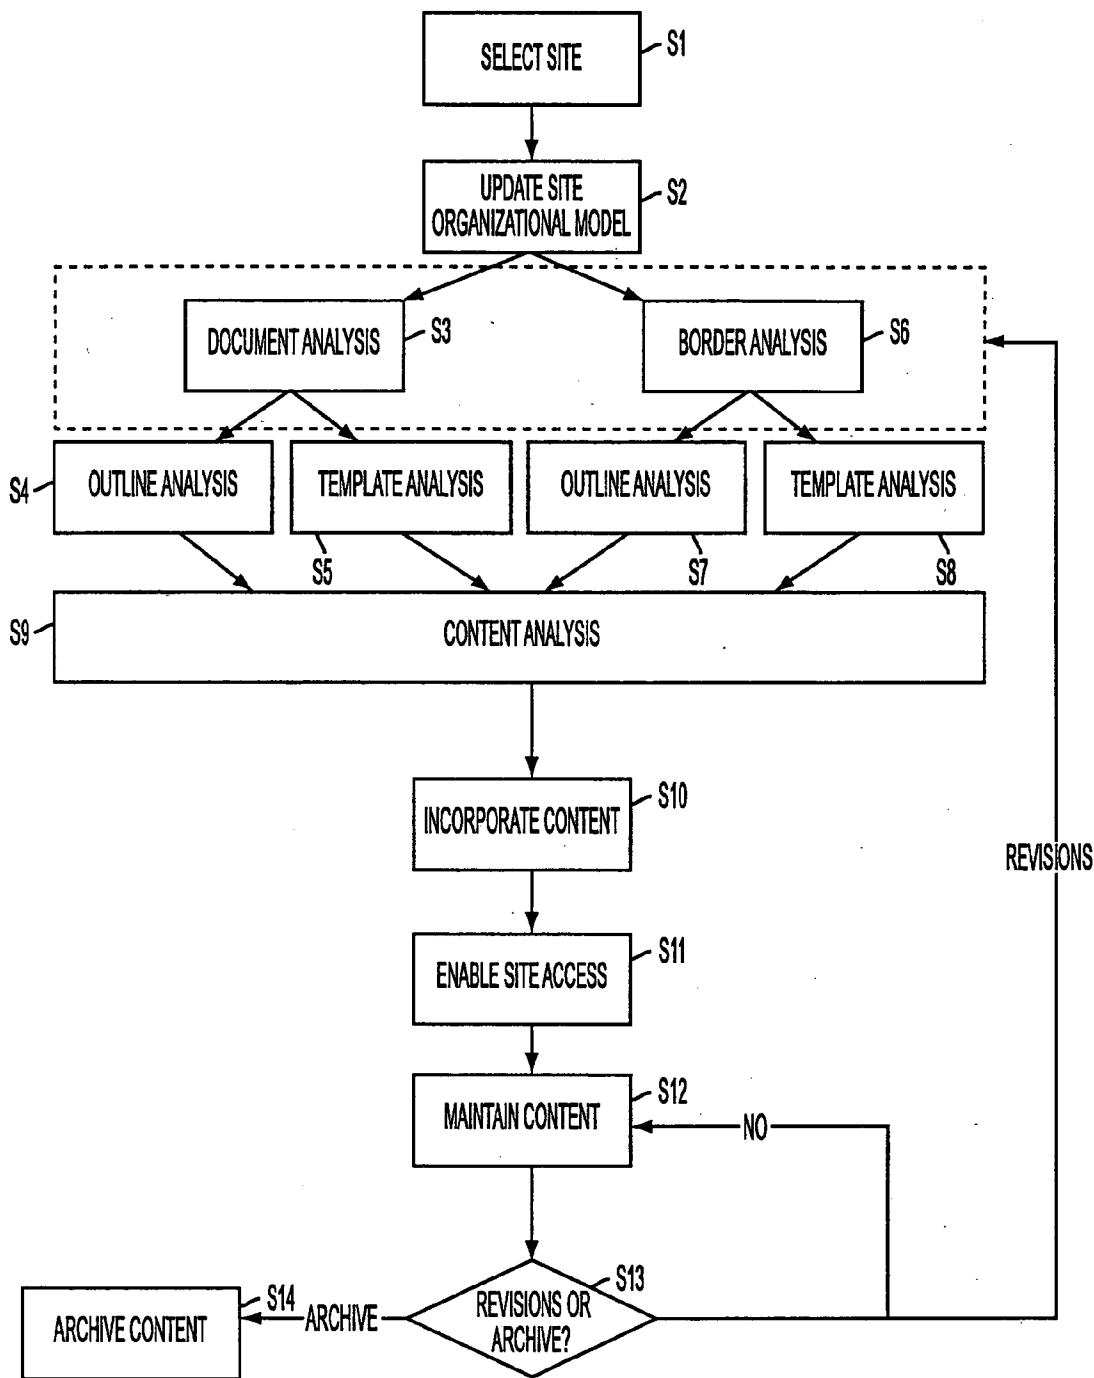 SELECT SITE
S1
UPDATE SITE
ORGANIZATIONAL MODEL
S2
DOCUMENT ANALYSIS
S3
BORDER ANALYSIS
S6
S4
OUTLINE ANALYSIS
TEMPLATE ANALYSIS
OUTLINE ANALYSIS
TEMPLATE ANALYSIS
S5
S7
S8
S9
CONTENT ANALYSIS
INCORPORATE CONTENT
S10
REVISIONS
ENABLE SITE ACCESS
S11
MAINTAIN CONTENT
S12
NO
ARCHIVE CONTENT
S14
ARCHIVE
REVISIONS OR
ARCHIVE?
S13